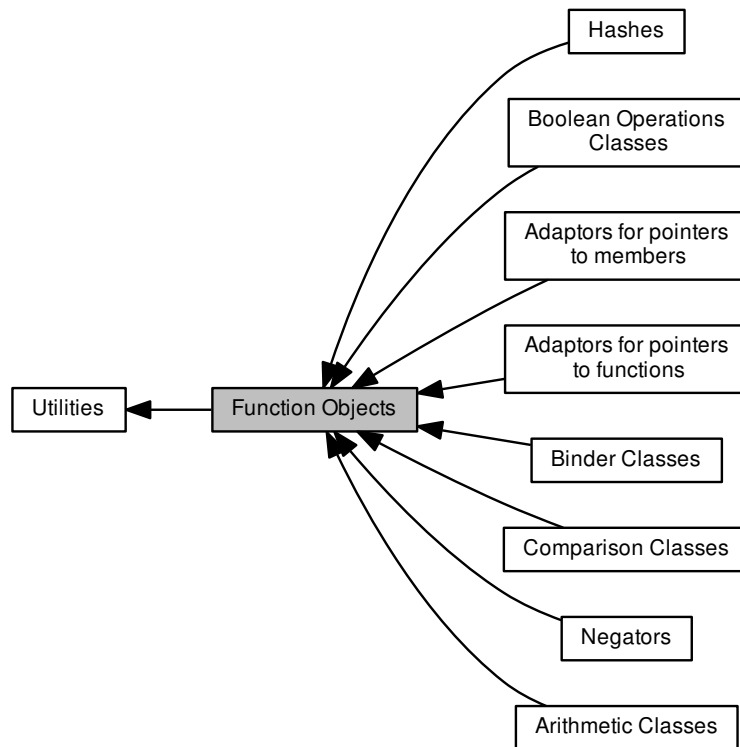 Hashes
Boolean Operations
Classes
Adaptors for pointers
to members
Adaptors for pointers
to functions
Utilities
Function Objects
Binder Classes
Comparison Classes
Negators
Arithmetic Classes